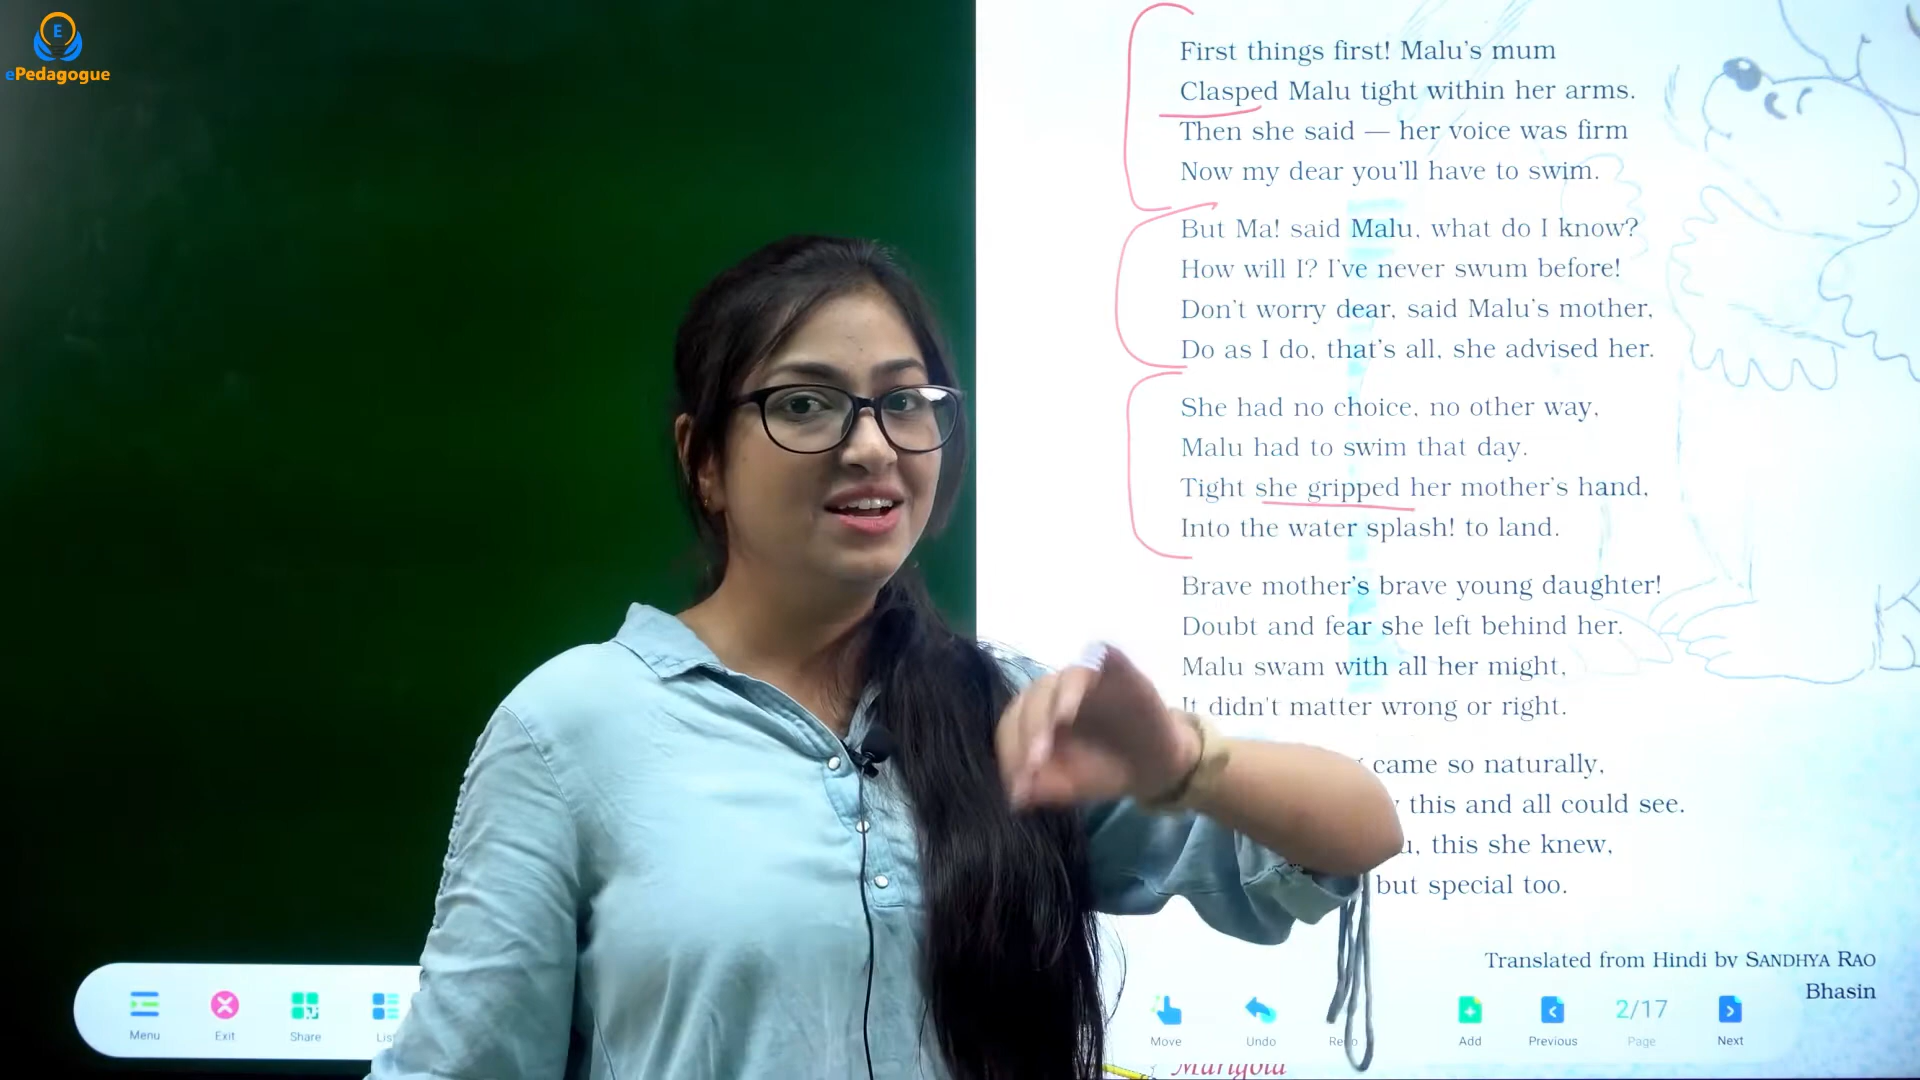 E
ePedagogue
First things first! Malu's mum
Clasped Malu tight within her arms.
Then she said — her voice was firm
Now my dear you'll have to swim.
But Ma! said Malu, what do I know?
How will I? I've never swum before!
Don't worry dear, said Malu's mother,
Do as I do, that's all, she advised her.
She had no choice, no other way,
Malu had to swim that day.
Tight she gripped her mother's hand,
Into the water splash! to land.
Brave mother's brave young daughter!
Doubt and fear she left behind her.
Malu swam with all her might,
It didn't matter wrong or right.
came so naturally,
this and all could see.
this she knew,
but special too.
Translated from Hindi by SANDHYA RAO
Bhasin
Menu Exit Share Move Undo Add Previous 2/17 Page Next
Marigold